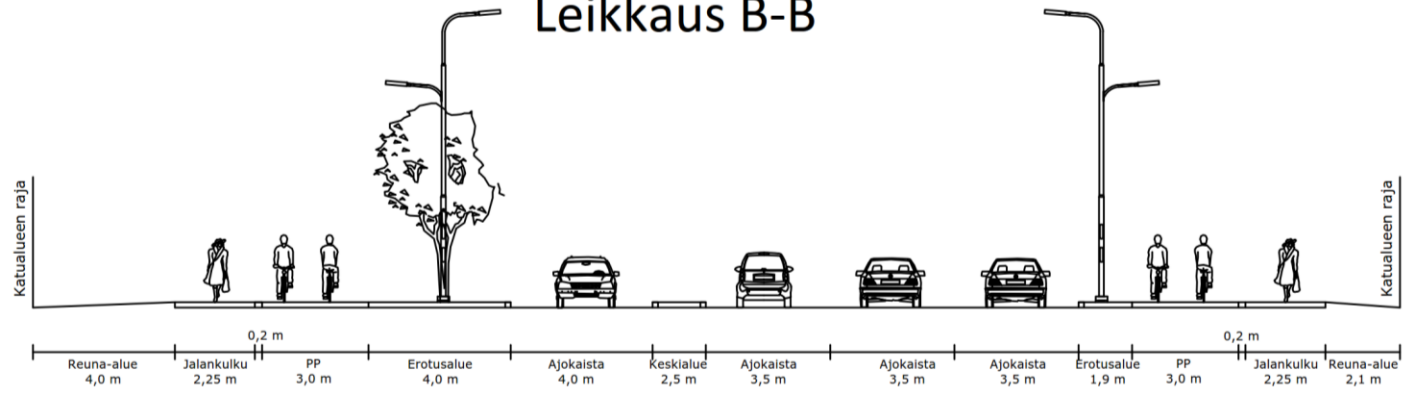 Leikkaus B-B
Katualueen raja
Katualueen raja
0,2 m
0,2 m
Reuna-alue
4,0 m
Jalankulku
2,25 m
PP
3,0 m
Erotusalue
4,0 m
Ajokaista
4,0 m
Keskialue
2,5 m
Ajokaista
3,5 m
Ajokaista
3,5 m
Ajokaista
3,5 m
Erotusalue
1,9 m
PP
3,0 m
Jalankulku
2,25 m
Reuna-alue
2,1 m